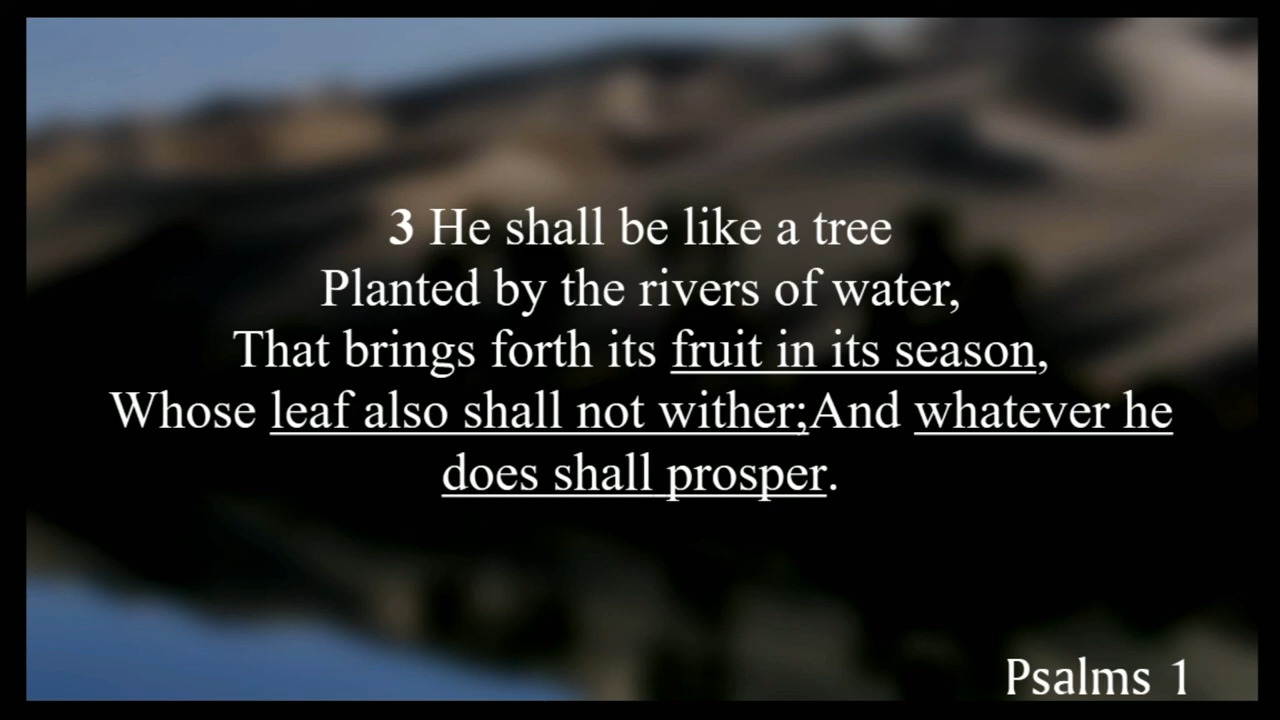 3 He shall be like a tree
Planted by the rivers of water,
That brings forth its fruit in its season,
Whose leaf also shall not wither;And whatever he
does shall prosper.
Psalms 1